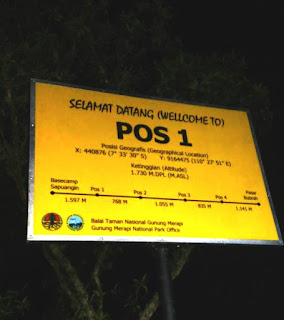 SELAMAT DATANG (WELLCOME TO)
POS 1
Posisi Geografis (Geographical Location)
X: 440876 (7° 33' 30" S) Y: 9164475 (110° 27' 51" E)
Ketinggian (Altitude)
1.730 M.DPL (M.ASL)
Basecamp Sapuangin Pos 1 Pos 2 Pos 3 Pos 4 Pasar Bubrah
1.597 M 768 M 1.055 M 835 M 1.141 M
Balai Taman Nasional Gunung Merapi
Gunung Merapi National Park Office